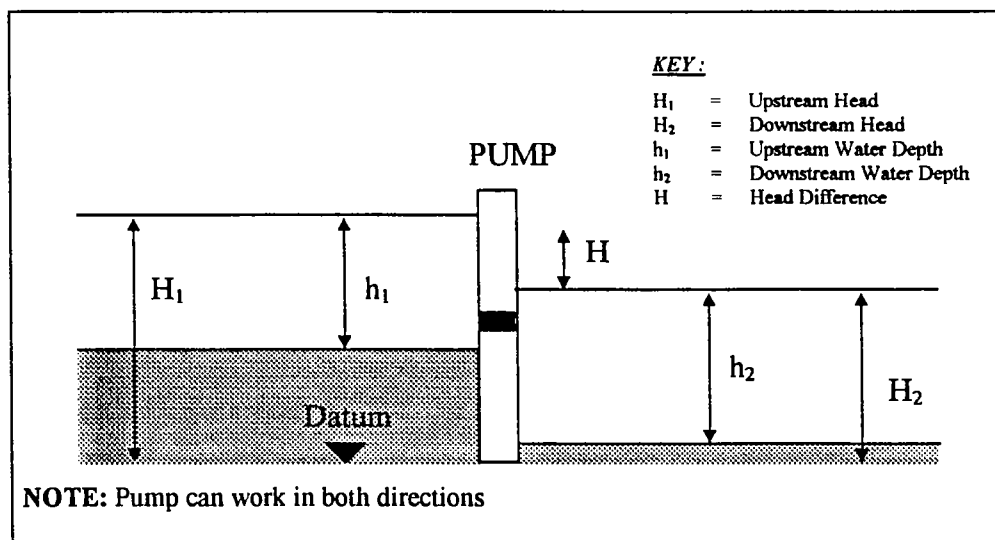 KEY:
H₁ = Upstream Head
H₂ = Downstream Head
h₁ = Upstream Water Depth
h₂ = Downstream Water Depth
H = Head Difference
PUMP
H
H₁
h₁
h₂
H₂
Datum
NOTE: Pump can work in both directions